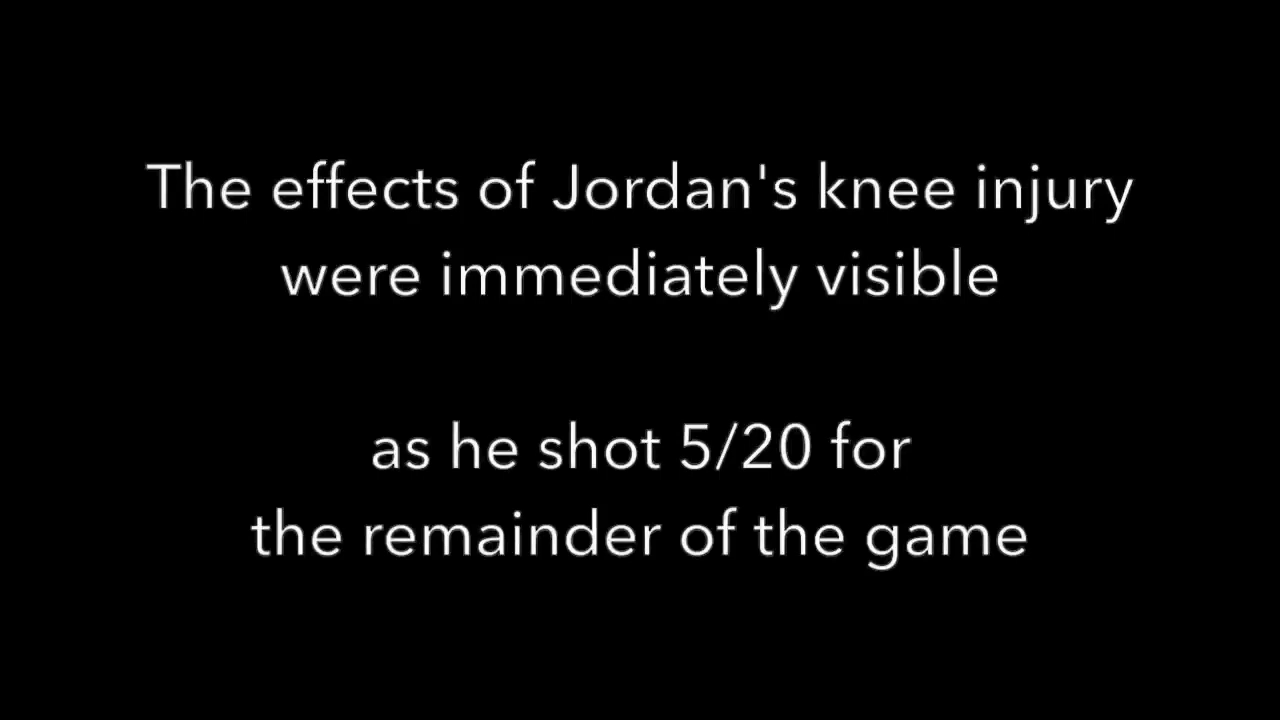 The effects of Jordan's knee injury
were immediately visible
as he shot 5/20 for
the remainder of the game